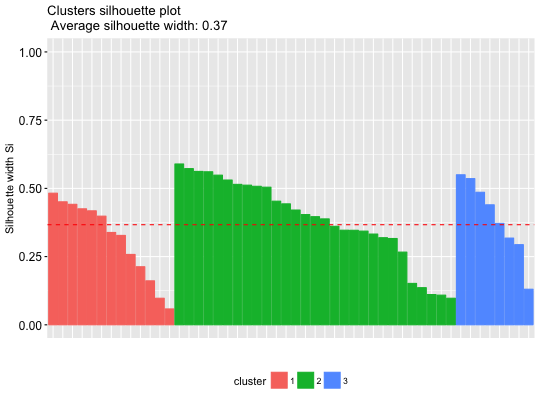 Clusters silhouette plot
Average silhouette width: 0.37
1.00
0.75
0.50
0.25
0.00
Silhouette width Si
cluster 1 2 3